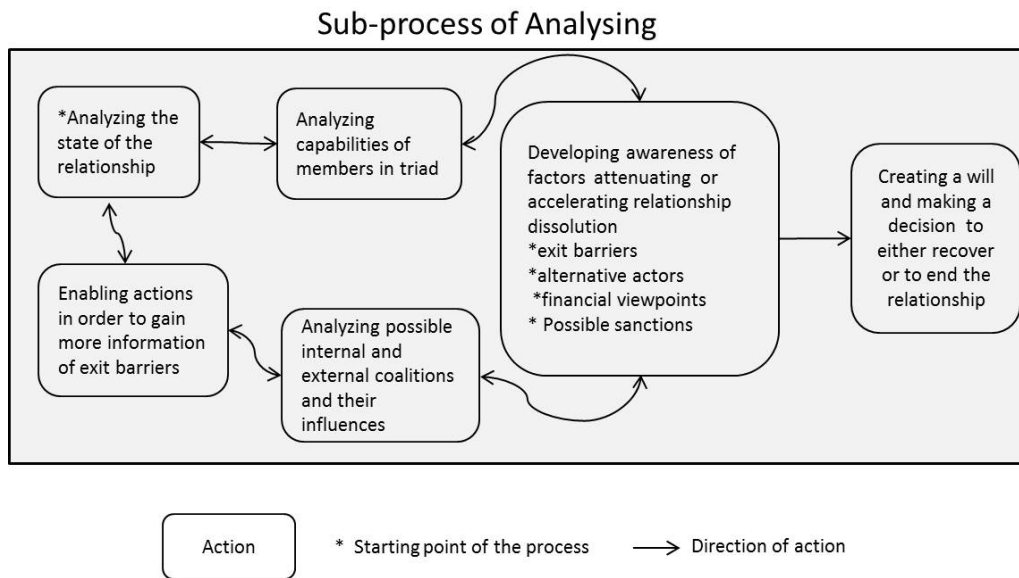 Sub-process of Analysing
*Analyzing the
state of the
relationship
Analyzing
capabilities of
members in triad
Developing awareness of
factors attenuating or
accelerating relationship
dissolution
*exit barriers
*alternative actors
*financial viewpoints
* Possible sanctions
Creating a will
and making a
decision to
either recover
or to end the
relationship
Enabling actions
in order to gain
more information
of exit barriers
Analyzing possible
internal and
external coalitions
and their
influences
Action
* Starting point of the process
Direction of action